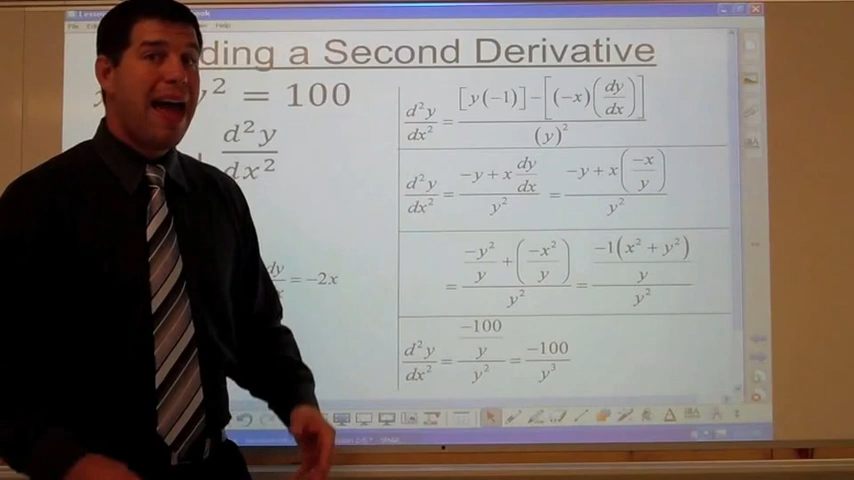 ding a Second Derivative
y² = 100
d²y/dx²
dy = -2x
d²y/dx² = ([y(-1)] - [(-x)(dy/dx)])/(y)²
d²y/dx² = (-y + x dy/dx)/y² = (-y + x(-x/y))/y²
= (-y²/y + (-x²/y))/y² = (-1(x² + y²)/y)/y²
d²y/dx² = (-100/y)/y² = -100/y³